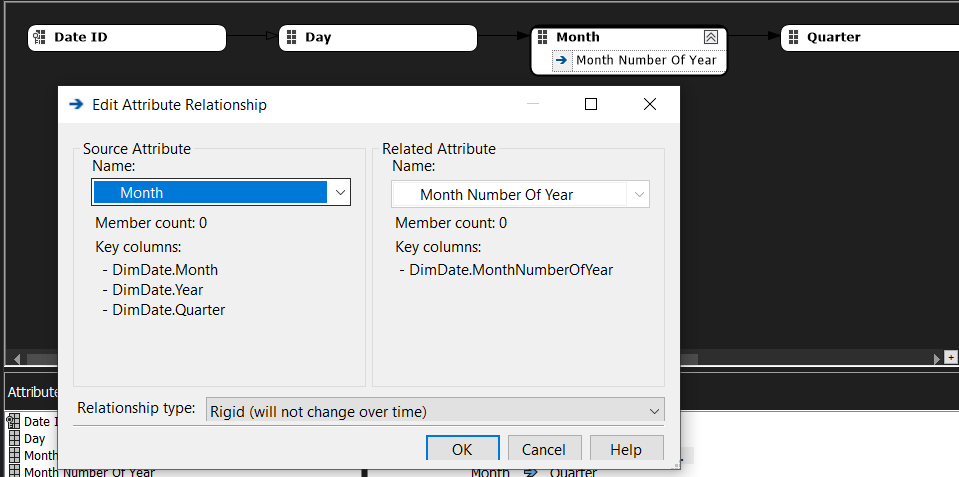 Date ID
Day
Month
Quarter
Month Number Of Year
Edit Attribute Relationship
Source Attribute
Related Attribute
Name:
Name:
Month
Month Number Of Year
Member count: 0
Member count: 0
Key columns:
Key columns:
- DimDate.Month
- DimDate.MonthNumberOfYear
- DimDate.Year
- DimDate.Quarter
Attribute
Relationship type:
Rigid (will not change over time)
Date I
Day
Mont
OK
Cancel
Help
Month Number Of Year
Month
Quarter